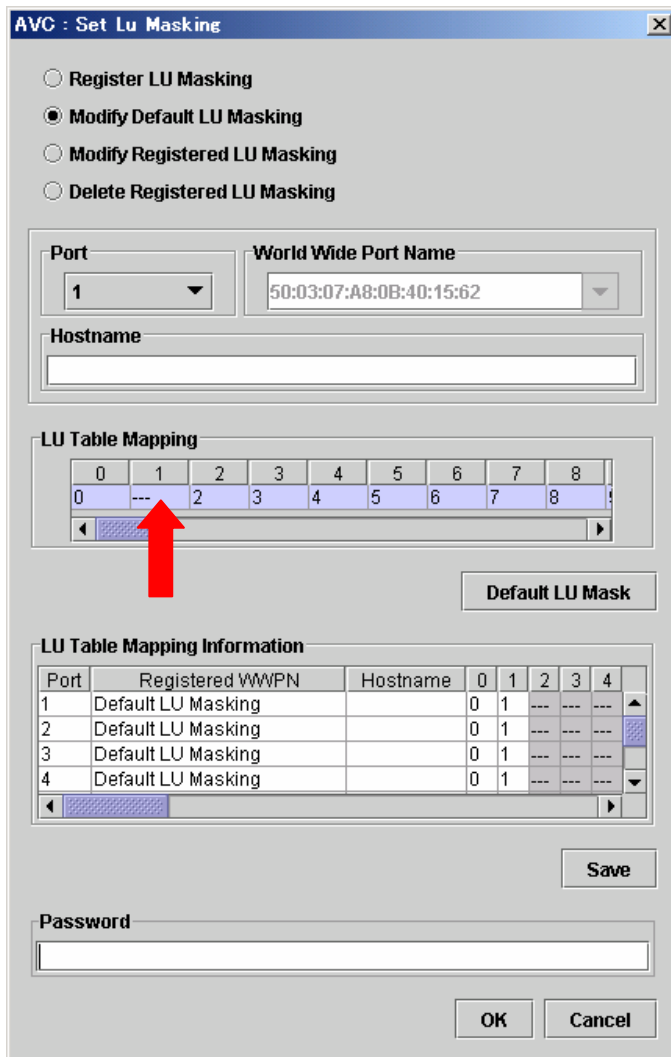 AVC : Set Lu Masking
Register LU Masking
Modify Default LU Masking
Modify Registered LU Masking
Delete Registered LU Masking
Port
World Wide Port Name
1
50:03:07:A8:0B:40:15:62
Hostname
LU Table Mapping
0 1 2 3 4 5 6 7 8
0 --- 2 3 4 5 6 7 8
Default LU Mask
LU Table Mapping Information
Port Registered WWPN Hostname 0 1 2 3 4
1 Default LU Masking 0 1 --- --- ---
2 Default LU Masking 0 1 --- --- ---
3 Default LU Masking 0 1 --- --- ---
4 Default LU Masking 0 1 --- --- ---
Save
Password
OK Cancel